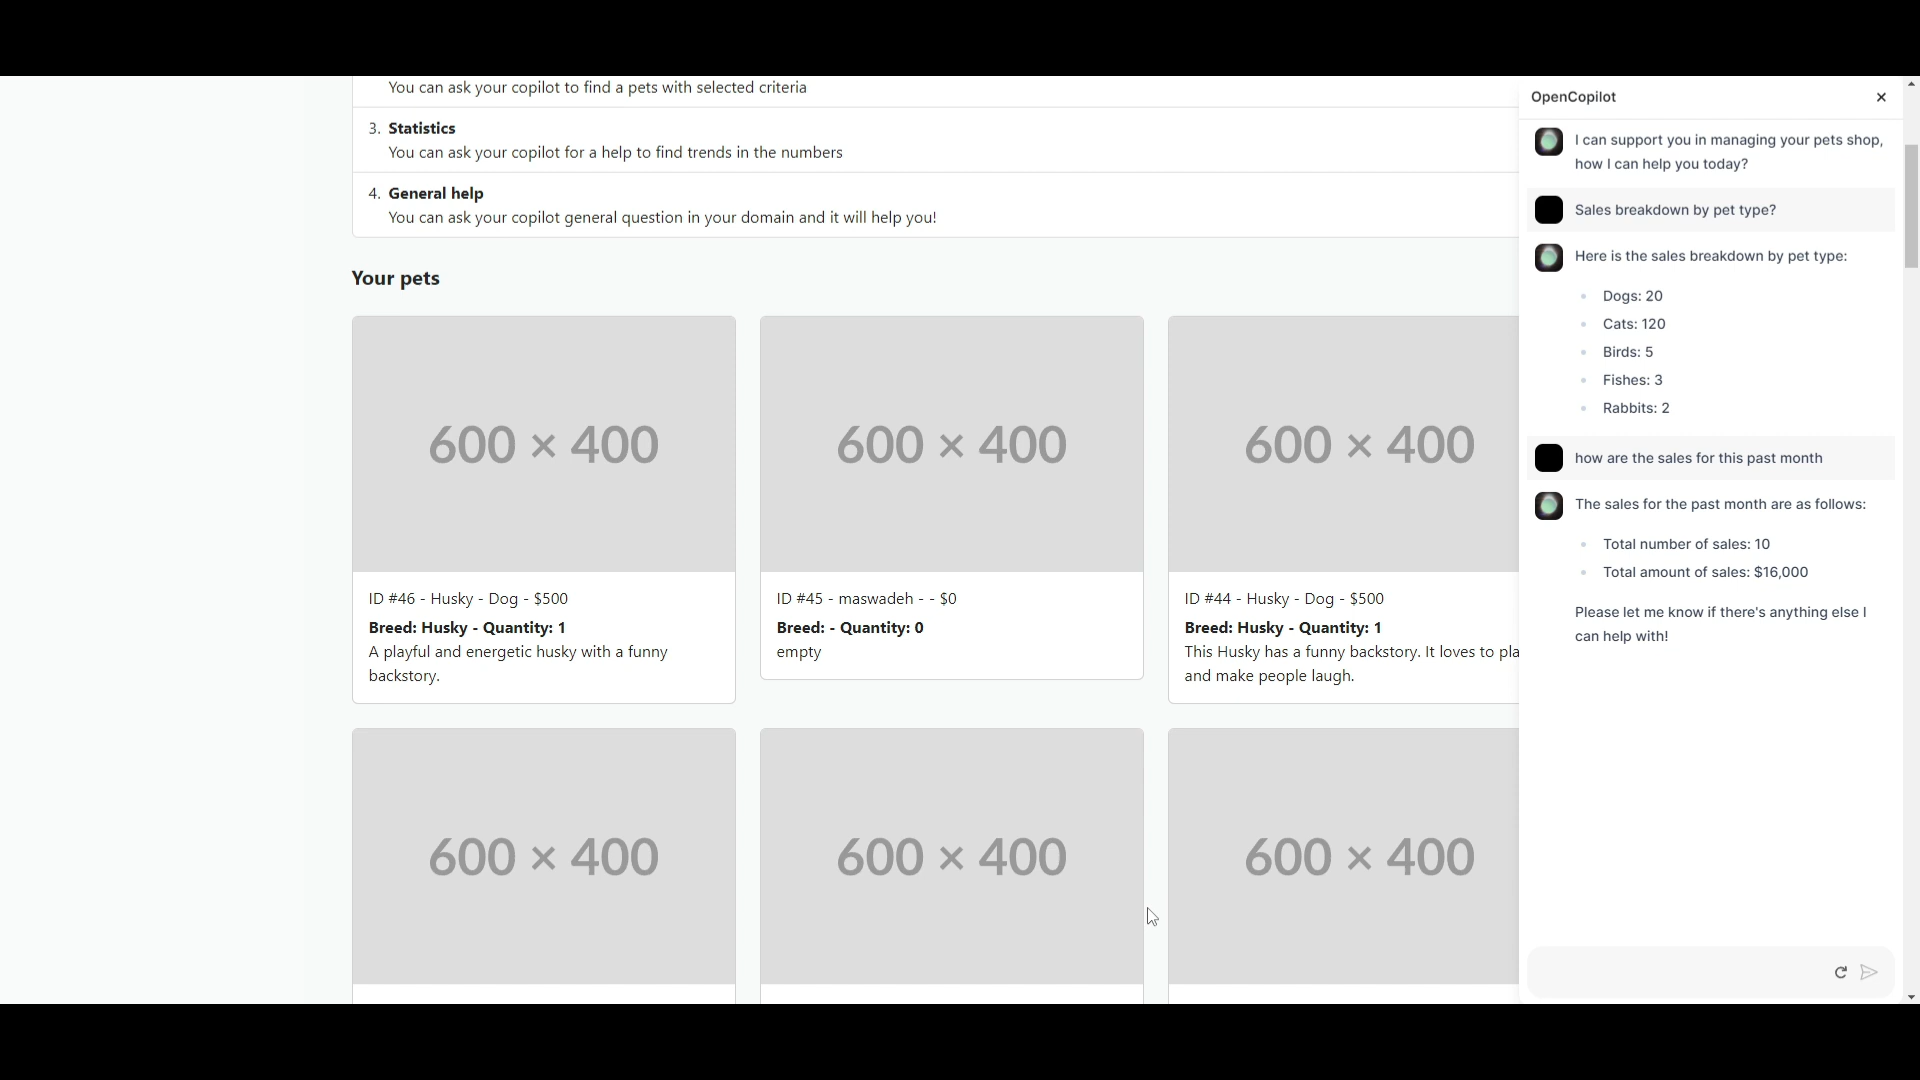 You can ask your copilot to find a pets with selected criteria
3. Statistics
You can ask your copilot for a help to find trends in the numbers
4. General help
You can ask your copilot general question in your domain and it will help you!
Your pets
600 × 400
600 × 400
600 × 400
ID #46 - Husky - Dog - $500
Breed: Husky - Quantity: 1
A playful and energetic husky with a funny
backstory.
ID #45 - maswadeh - - $0
Breed: - Quantity: 0
empty
ID #44 - Husky - Dog - $500
Breed: Husky - Quantity: 1
This Husky has a funny backstory. It loves to pla
and make people laugh.
600 × 400
600 × 400
600 × 400
OpenCopilot
I can support you in managing your pets shop,
how I can help you today?
Sales breakdown by pet type?
Here is the sales breakdown by pet type:
Dogs: 20
Cats: 120
Birds: 5
Fishes: 3
Rabbits: 2
how are the sales for this past month
The sales for the past month are as follows:
Total number of sales: 10
Total amount of sales: $16,000
Please let me know if there's anything else I
can help with!